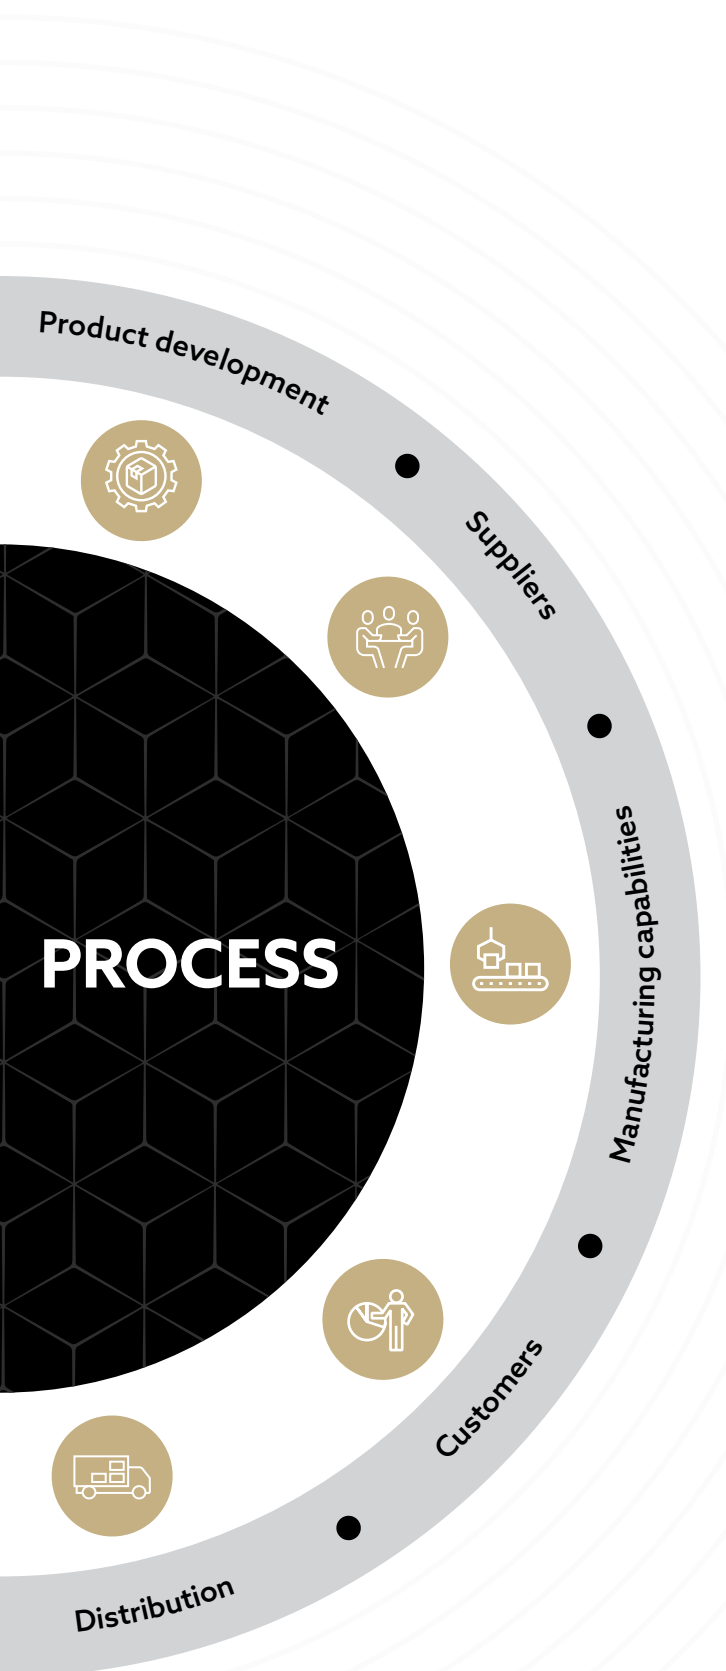 Product development
Suppliers
Manufacturing capabilities
PROCESS
Customers
Distribution